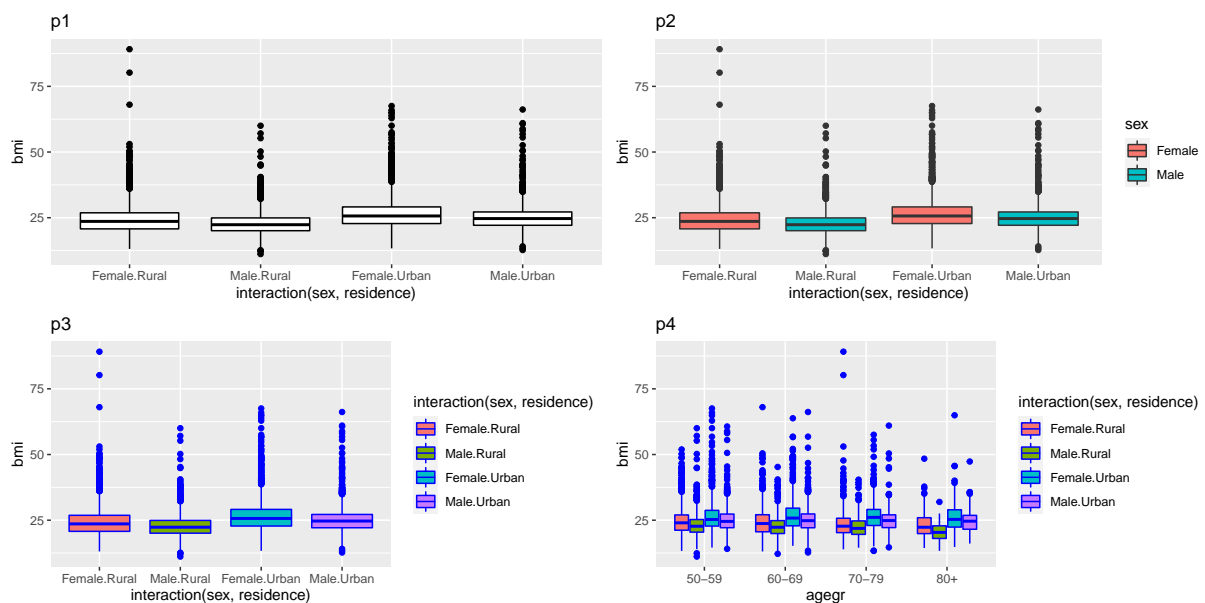 p1
bmi
75
50
25
Female.Rural Male.Rural Female.Urban Male.Urban
interaction(sex, residence)
p2
bmi
75
50
25
Female.Rural Male.Rural Female.Urban Male.Urban
interaction(sex, residence)
sex
Female
Male
p3
bmi
75
50
25
Female.Rural Male.Rural Female.Urban Male.Urban
interaction(sex, residence)
interaction(sex, residence)
Female.Rural
Male.Rural
Female.Urban
Male.Urban
p4
bmi
75
50
25
50−59 60−69 70−79 80+
agegr
interaction(sex, residence)
Female.Rural
Male.Rural
Female.Urban
Male.Urban